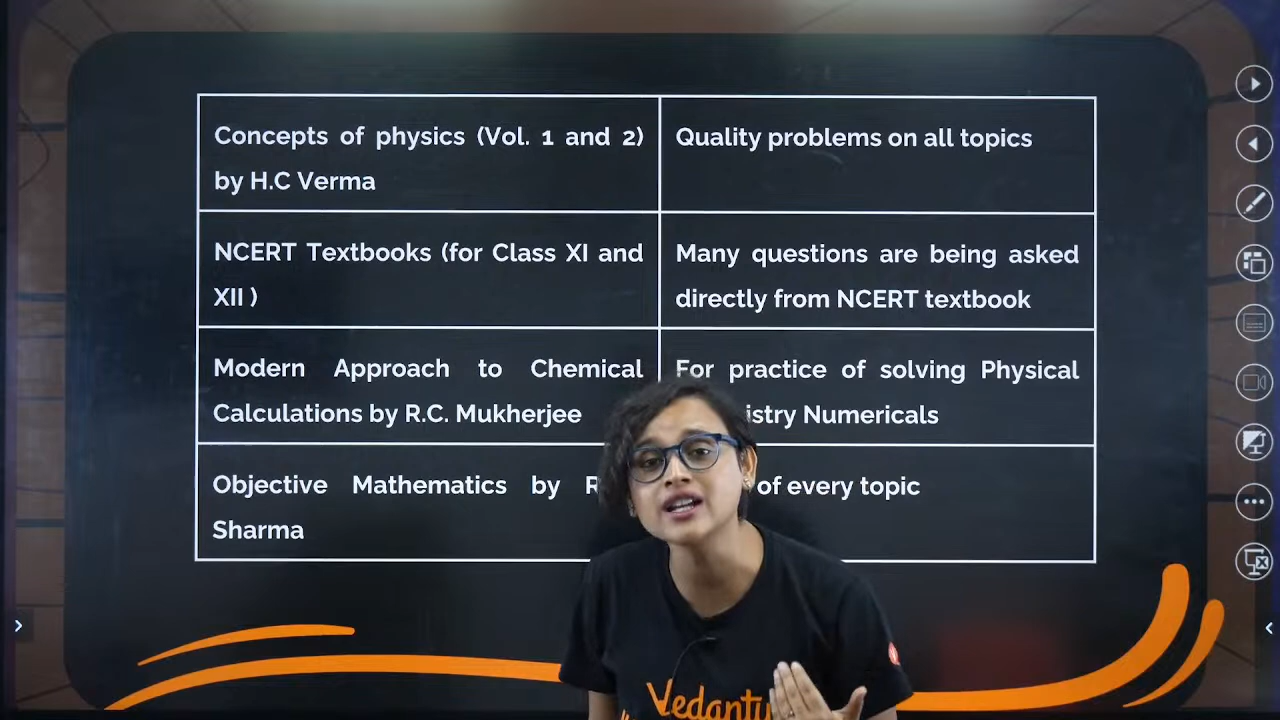 Concepts of physics (Vol. 1 and 2)
by H.C Verma
Quality problems on all topics
NCERT Textbooks (for Class XI and
XII )
Many questions are being asked
directly from NCERT textbook
Modern Approach to Chemical
Calculations by R.C. Mukherjee
For practice of solving Physical
Numericals
Objective Mathematics by
Sharma
of every topic